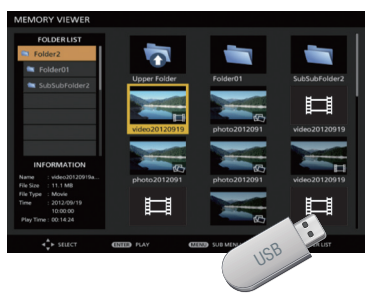 MEMORY VIEWER
FOLDER LIST
Folder2
Folder01
SubSubFolder2
INFORMATION
Name : video20120919a...
File Size : 11.1 MB
File Type : Movie
Time : 2012/09/19
10:00:00
Play Time : 00:14:24
Upper Folder Folder01 SubSubFolder2
video20120919 photo2012091 video20120919
photo2012091 photo2012091 video20120919
SELECT ENTER PLAY MENU SUB MENU LIST
USB